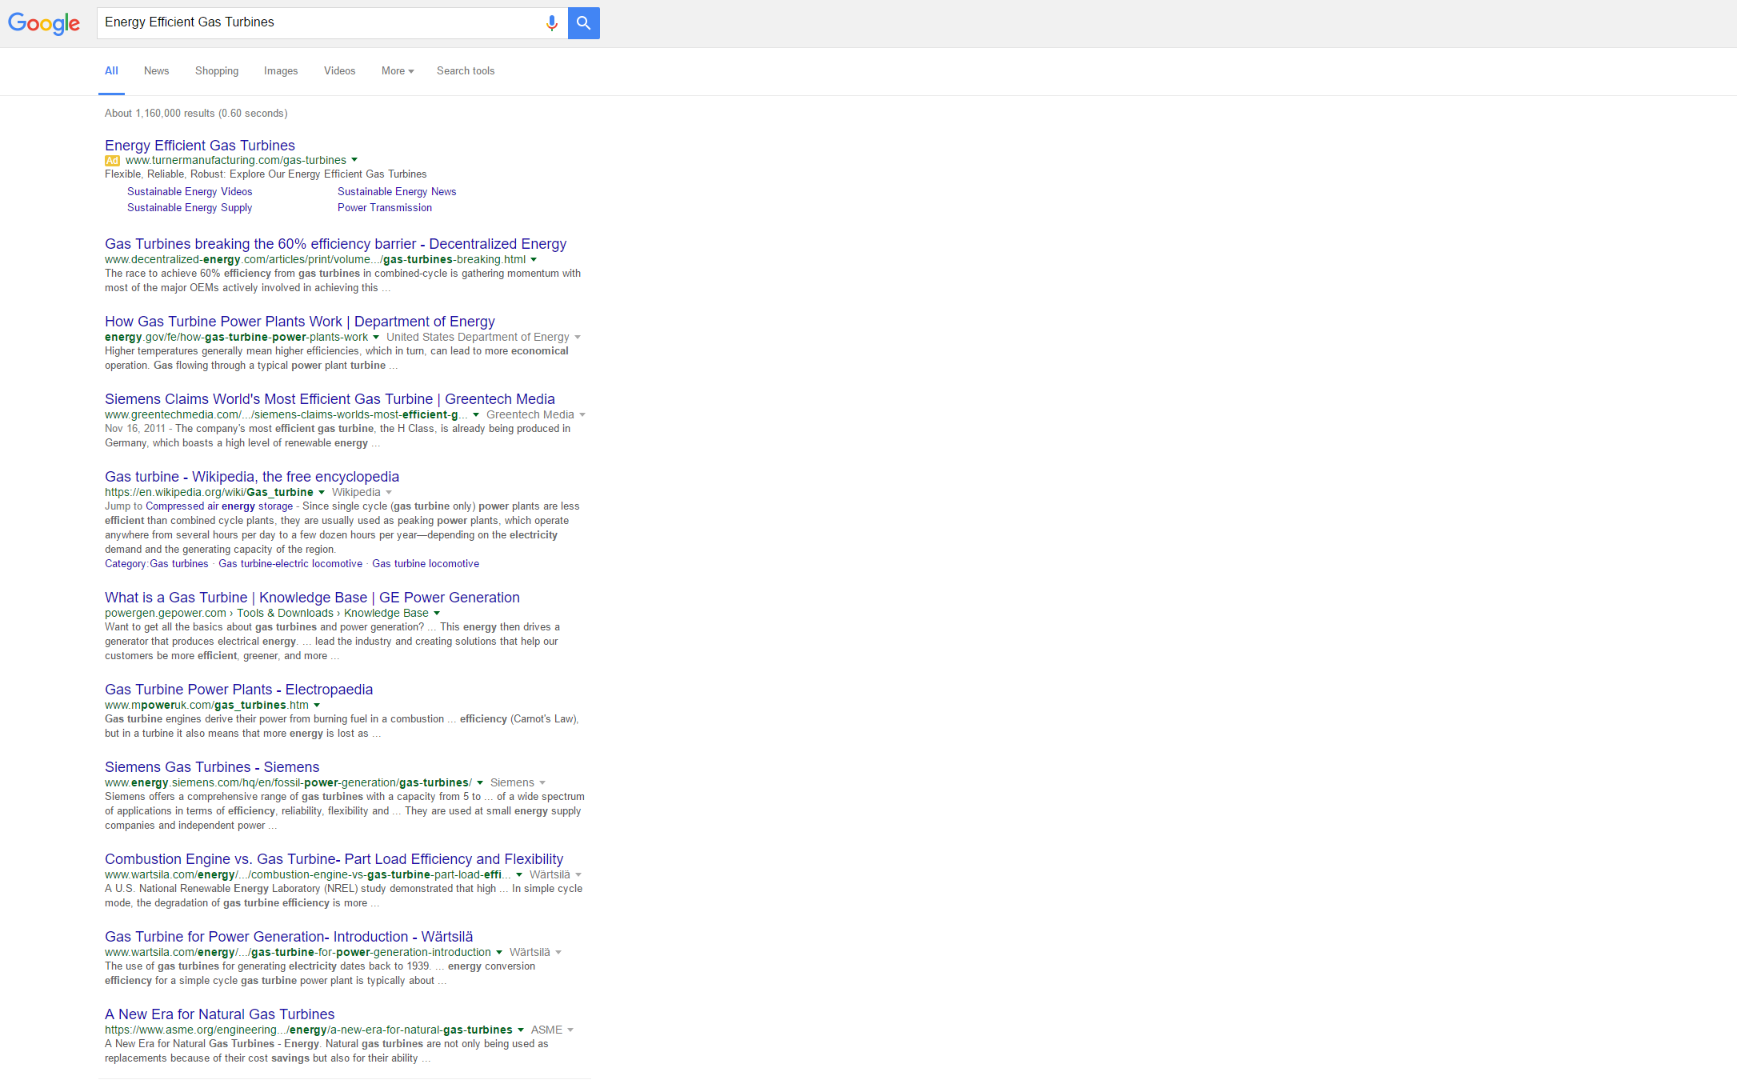 Google
Energy Efficient Gas Turbines
All News Shopping Images Videos More Search tools
About 1,160,000 results (0.60 seconds)
Energy Efficient Gas Turbines
Ad www.turnermanufacturing.com/gas-turbines
Flexible, Reliable, Robust: Explore Our Energy Efficient Gas Turbines
Sustainable Energy Videos Sustainable Energy News
Sustainable Energy Supply Power Transmission
Gas Turbines breaking the 60% efficiency barrier - Decentralized Energy
www.decentralized-energy.com/articles/print/volume.../gas-turbines-breaking.html
The race to achieve 60% efficiency from gas turbines in combined-cycle is gathering momentum with
most of the major OEMs actively involved in achieving this ...
How Gas Turbine Power Plants Work | Department of Energy
energy.gov/fe/how-gas-turbine-power-plants-work United States Department of Energy
Higher temperatures generally mean higher efficiencies, which in turn, can lead to more economical
operation. Gas flowing through a typical power plant turbine ...
Siemens Claims World's Most Efficient Gas Turbine | Greentech Media
www.greentechmedia.com/.../siemens-claims-worlds-most-efficient-g... Greentech Media
Nov 16, 2011 - The company's most efficient gas turbine, the H Class, is already being produced in
Germany, which boasts a high level of renewable energy ...
Gas turbine - Wikipedia, the free encyclopedia
https://en.wikipedia.org/wiki/Gas_turbine Wikipedia
Jump to Compressed air energy storage - Since single cycle (gas turbine only) power plants are less
efficient than combined cycle plants, they are usually used as peaking power plants, which operate
anywhere from several hours per day to a few dozen hours per year—depending on the electricity
demand and the generating capacity of the region.
Category:Gas turbines · Gas turbine-electric locomotive · Gas turbine locomotive
What is a Gas Turbine | Knowledge Base | GE Power Generation
powergen.gepower.com › Tools & Downloads › Knowledge Base
Want to get all the basics about gas turbines and power generation? ... This energy then drives a
generator that produces electrical energy. ... lead the industry and creating solutions that help our
customers be more efficient, greener, and more ...
Gas Turbine Power Plants - Electropaedia
www.mpoweruk.com/gas_turbines.htm
Gas turbine engines derive their power from burning fuel in a combustion ... efficiency (Carnot's Law),
but in a turbine it also means that more energy is lost as ...
Siemens Gas Turbines - Siemens
www.energy.siemens.com/hq/en/fossil-power-generation/gas-turbines/ Siemens
Siemens offers a comprehensive range of gas turbines with a capacity from 5 to ... of a wide spectrum
of applications in terms of efficiency, reliability, flexibility and ... They are used at small energy supply
companies and independent power ...
Combustion Engine vs. Gas Turbine- Part Load Efficiency and Flexibility
www.wartsila.com/energy/.../combustion-engine-vs-gas-turbine-part-load-effi... Wärtsilä
A U.S. National Renewable Energy Laboratory (NREL) study demonstrated that high ... In simple cycle
mode, the degradation of gas turbine efficiency is more ...
Gas Turbine for Power Generation- Introduction - Wärtsilä
www.wartsila.com/energy/.../gas-turbine-for-power-generation-introduction Wärtsilä
The use of gas turbines for generating electricity dates back to 1939. ... energy conversion
efficiency for a simple cycle gas turbine power plant is typically about ...
A New Era for Natural Gas Turbines
https://www.asme.org/engineering.../energy/a-new-era-for-natural-gas-turbines ASME
A New Era for Natural Gas Turbines - Energy. Natural gas turbines are not only being used as
replacements because of their cost savings but also for their ability ...